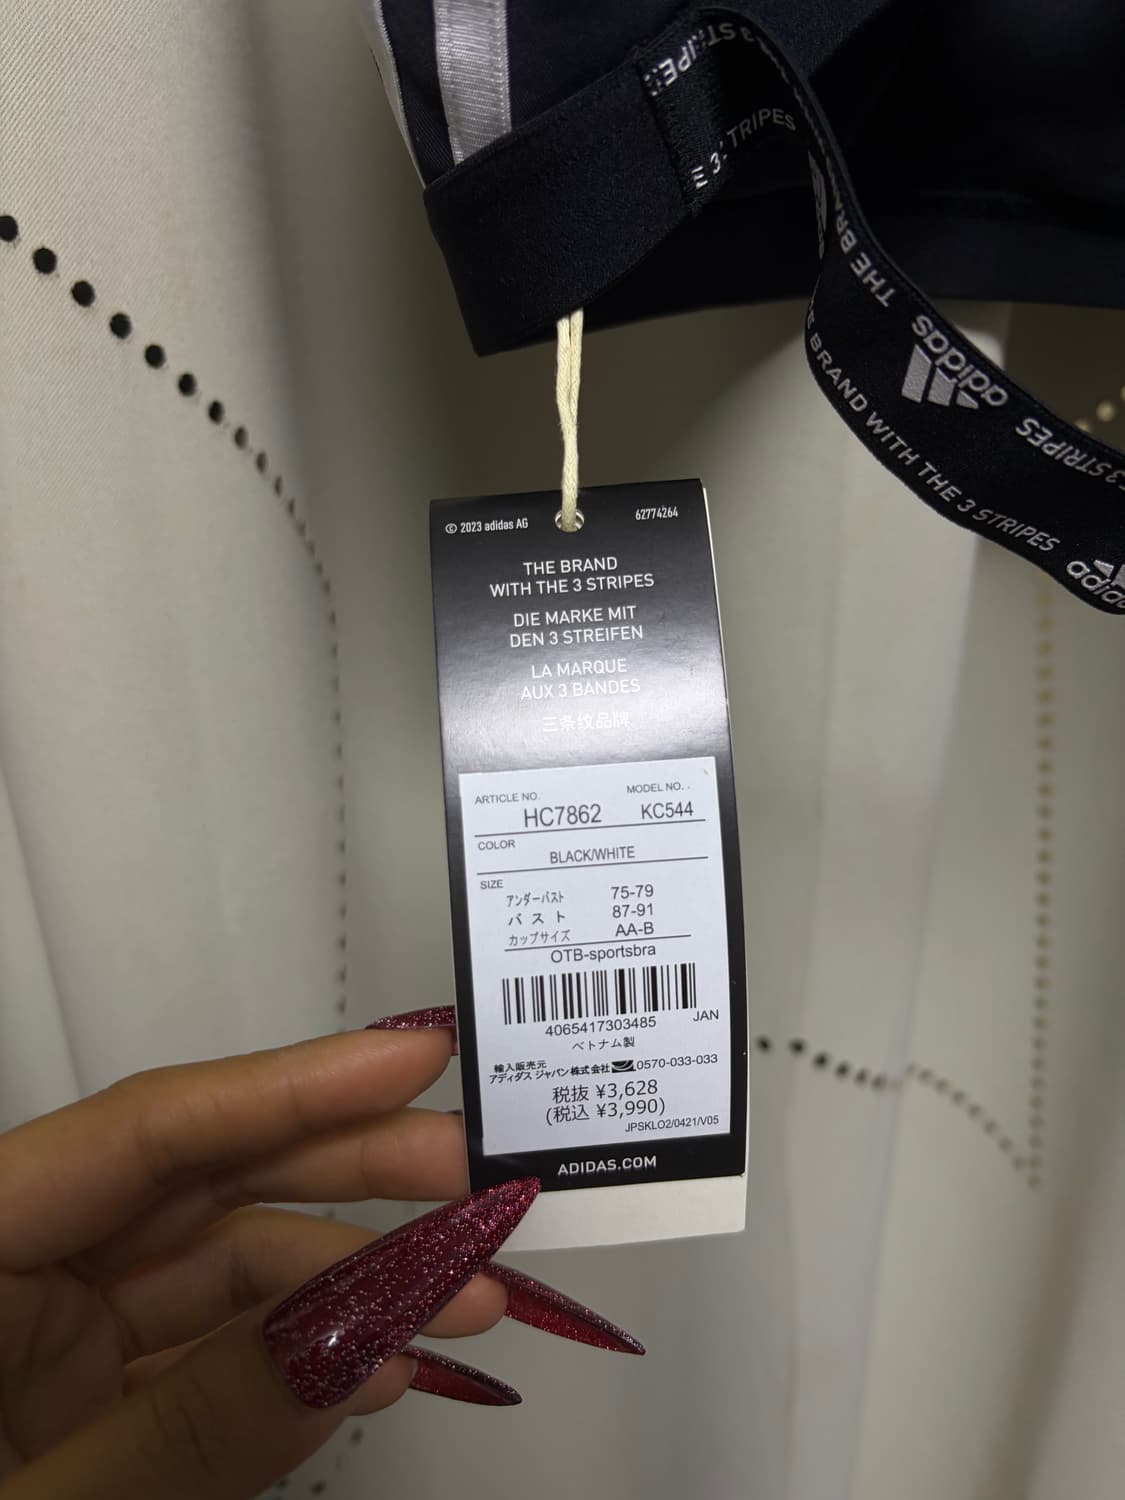 3 STRIPES
THE BRAND
adidas
3 STRIPES
BRAND WITH THE 3 STRIPES
© 2023 adidas AG 62774264
THE BRAND
WITH THE 3 STRIPES
DIE MARKE MIT
DEN 3 STREIFEN
LA MARQUE
AUX 3 BANDES
三条纹品牌
ARTICLE NO. MODEL NO.
HC7862 KC544
COLOR
BLACK/WHITE
SIZE
アンダーバスト 75-79
バスト 87-91
カップサイズ AA-B
OTB-sportsbra
4065417303485 JAN
ベトナム製
輸入販売元
アディダス ジャパン株式会社 0570-033-033
税抜 ¥3,628
(税込 ¥3,990)
JPSKLO2/0421/V05
ADIDAS.COM